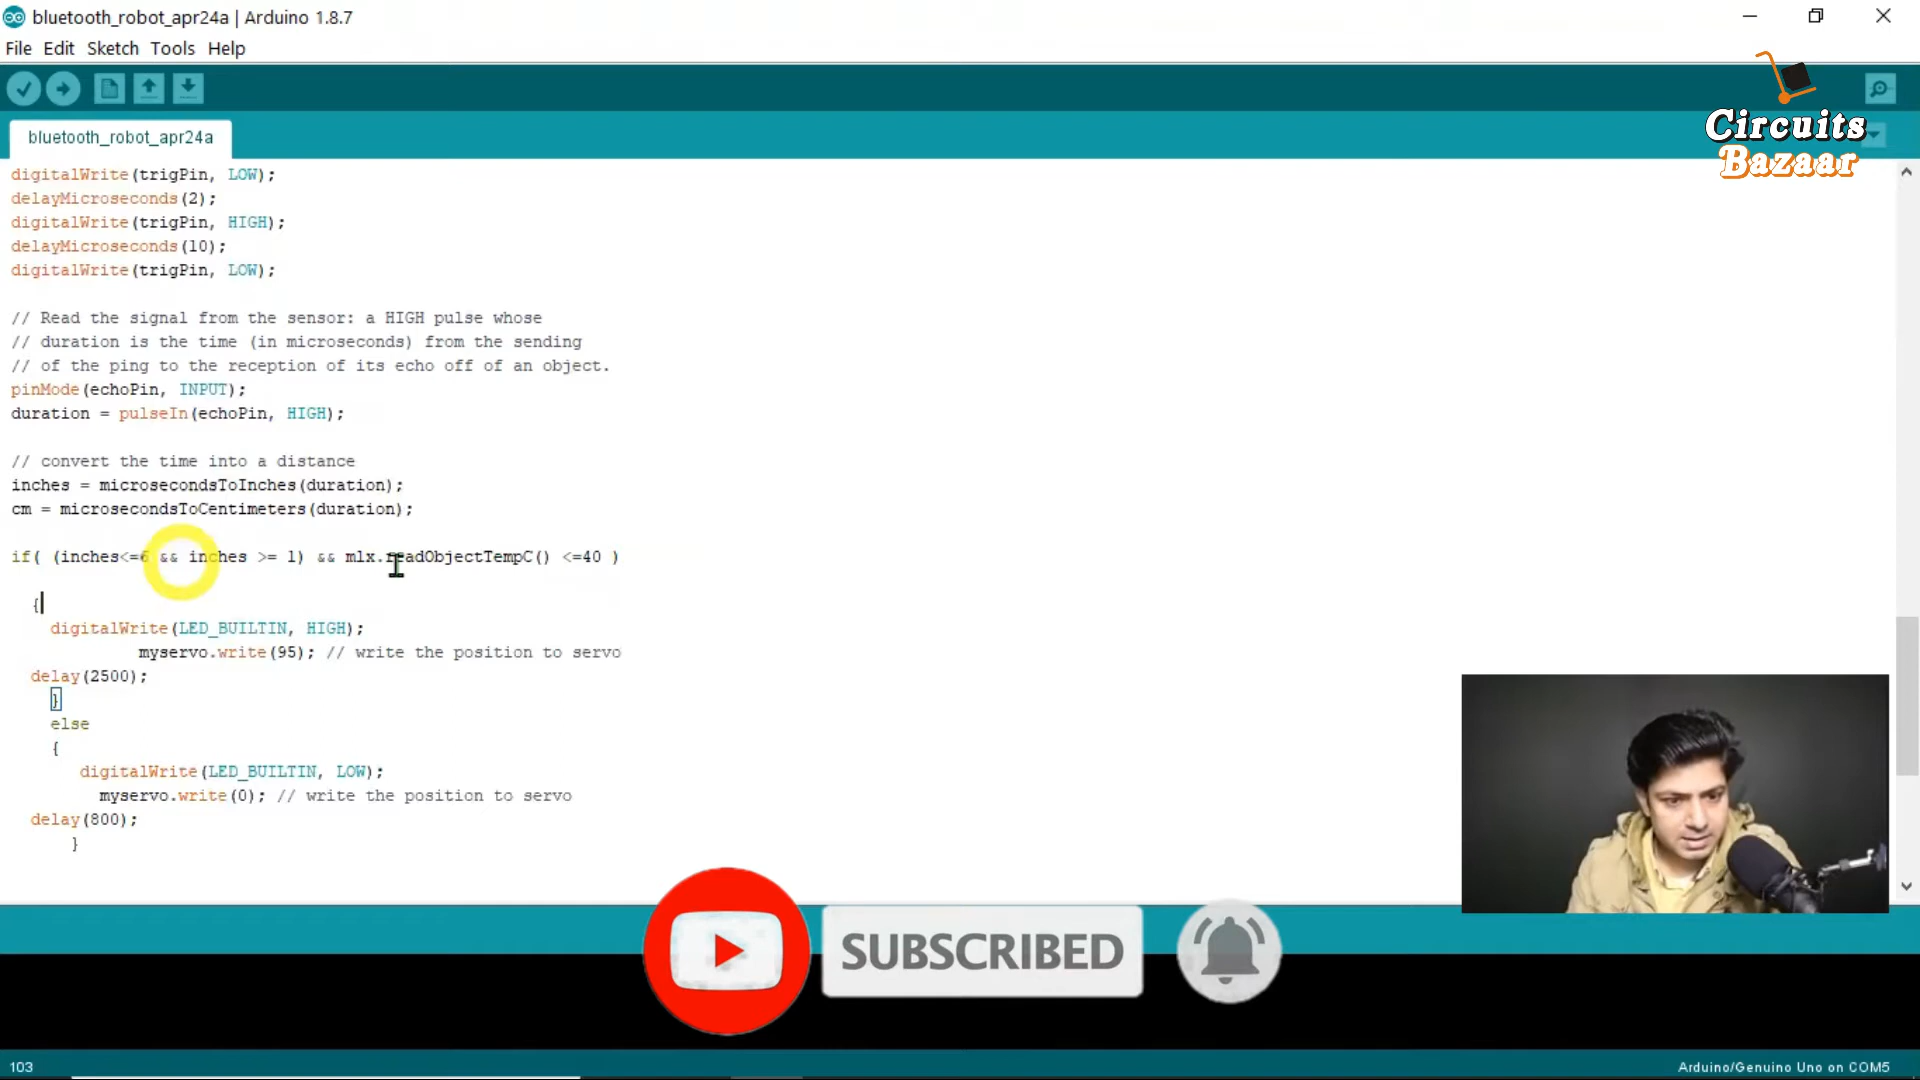 bluetooth_robot_apr24a | Arduino 1.8.7
File Edit Sketch Tools Help
Circuits
Bazaar
bluetooth_robot_apr24a
digitalWrite(trigPin, LOW);
delayMicroseconds(2);
digitalWrite(trigPin, HIGH);
delayMicroseconds(10);
digitalWrite(trigPin, LOW);
// Read the signal from the sensor: a HIGH pulse whose
// duration is the time (in microseconds) from the sending
// of the ping to the reception of its echo off of an object.
pinMode(echoPin, INPUT);
duration = pulseIn(echoPin, HIGH);
// convert the time into a distance
inches = microsecondsToInches(duration);
cm = microsecondsToCentimeters(duration);
if( (inches<=6 && inches >= 1) && mlx.readObjectTempC() <=40 )
{
digitalWrite(LED_BUILTIN, HIGH);
myservo.write(95); // write the position to servo
delay(2500);
}
else
{
digitalWrite(LED_BUILTIN, LOW);
myservo.write(0); // write the position to servo
delay(800);
}
SUBSCRIBED
103
Arduino/Genuino Uno on COM5